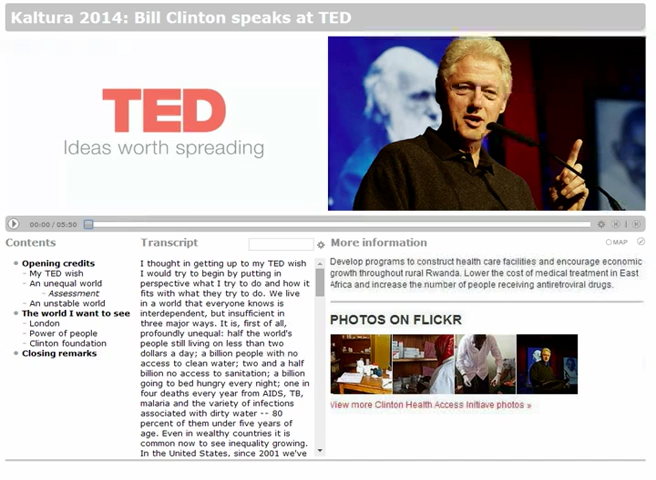 Kaltura 2014: Bill Clinton speaks at TED
TED
Ideas worth spreading
00:00 / 05:50
Contents
Opening credits
- My TED wish
- An unequal world
- Assessment
- An unstable world
The world I want to see
- London
- Power of people
- Clinton foundation
Closing remarks
Transcript
I thought in getting up to my TED wish
I would try to begin by putting in
perspective what I try to do and how it
fits with what they try to do. We live
in a world that everyone knows is
interdependent, but insufficient in
three major ways. It is, first of all,
profoundly unequal: half the world's
people still living on less than two
dollars a day; a billion people with no
access to clean water; two and a half
billion no access to sanitation; a billion
going to bed hungry every night; one in
four deaths every year from AIDS, TB,
malaria and the variety of infections
associated with dirty water -- 80
percent of them under five years of
age. Even in wealthy countries it is
common now to see inequality growing.
In the United States, since 2001 we've
More information
MAP
Develop programs to construct health care facilities and encourage economic
growth throughout rural Rwanda. Lower the cost of medical treatment in East
Africa and increase the number of people receiving antiretroviral drugs.
PHOTOS ON FLICKR
View more Clinton Health Access Initiave photos »